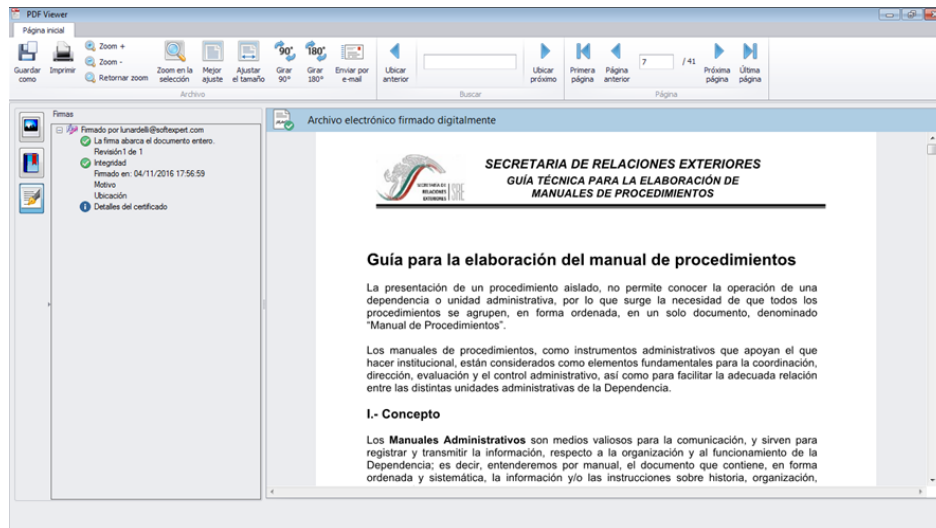 PDF Viewer
Página inicial
Guardar como
Imprimir
Zoom +
Zoom -
Retornar zoom
Zoom en la selección
Mejor ajuste
Ajustar el tamaño
90°
Girar 90°
180°
Girar 180°
Enviar por e-mail
Archivo
Ubicar anterior
Ubicar próximo
Buscar
Primera página
Página anterior
7 / 41
Próxima página
Última página
Página
Firmas
Firmado por lunardelli@softexpert.com
La firma abarca el documento entero.
Revisión1 de 1
Integridad
Firmado en: 04/11/2016 17:56:59
Motivo
Ubicación
Detalles del certificado
Archivo electrónico firmado digitalmente
SECRETARIA DE RELACIONES EXTERIORES
SRE
SECRETARIA DE RELACIONES EXTERIORES
GUÍA TÉCNICA PARA LA ELABORACIÓN DE
MANUALES DE PROCEDIMIENTOS
Guía para la elaboración del manual de procedimientos
La presentación de un procedimiento aislado, no permite conocer la operación de una
dependencia o unidad administrativa, por lo que surge la necesidad de que todos los
procedimientos se agrupen, en forma ordenada, en un solo documento, denominado
“Manual de Procedimientos”.
Los manuales de procedimientos, como instrumentos administrativos que apoyan el que
hacer institucional, están considerados como elementos fundamentales para la coordinación,
dirección, evaluación y el control administrativo, así como para facilitar la adecuada relación
entre las distintas unidades administrativas de la Dependencia.
I.- Concepto
Los Manuales Administrativos son medios valiosos para la comunicación, y sirven para
registrar y transmitir la información, respecto a la organización y al funcionamiento de la
Dependencia; es decir, entenderemos por manual, el documento que contiene, en forma
ordenada y sistemática, la información y/o las instrucciones sobre historia, organización,